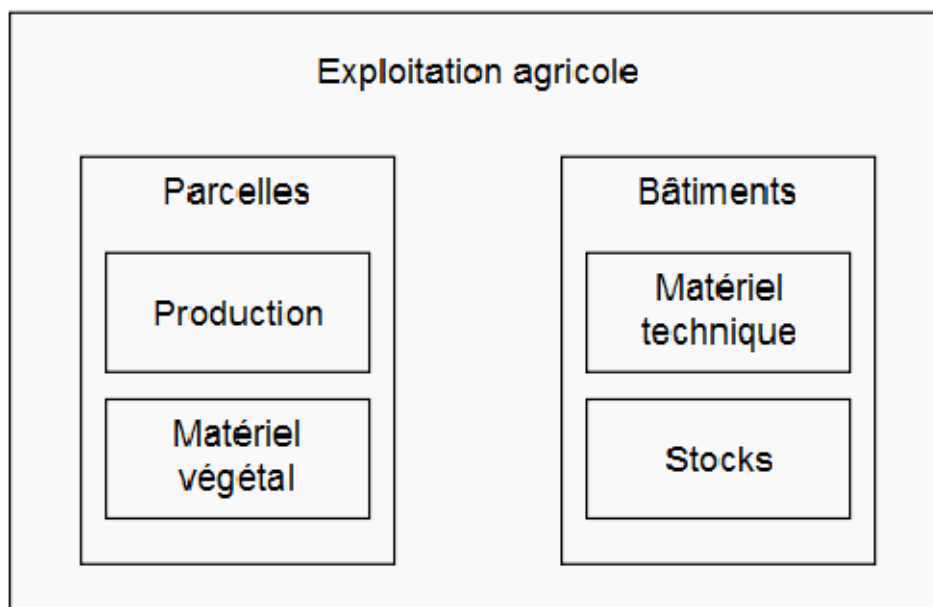 Exploitation agricole
Parcelles
Production
Matériel
végétal
Bâtiments
Matériel
technique
Stocks